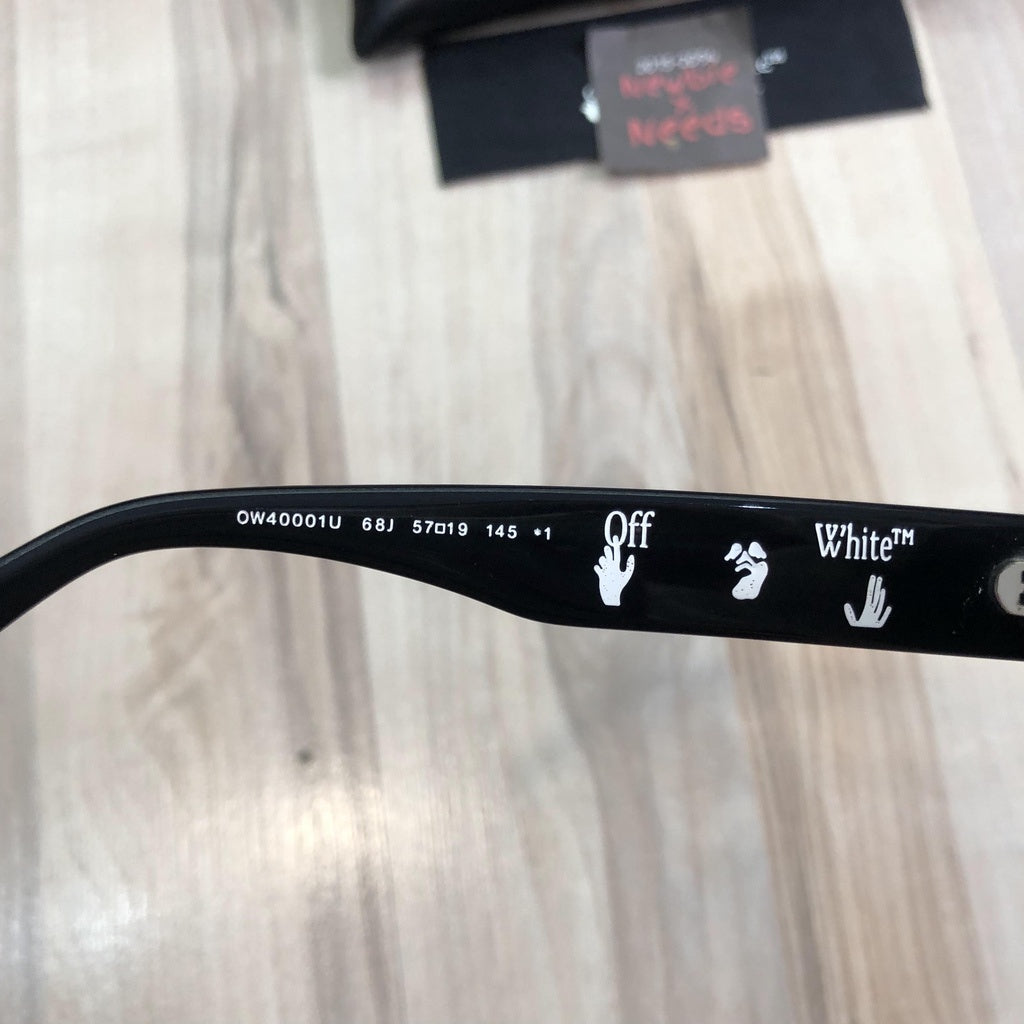 Newbie
×
Needs
OW40001U 68J 57□19 145 *1
Off
White™